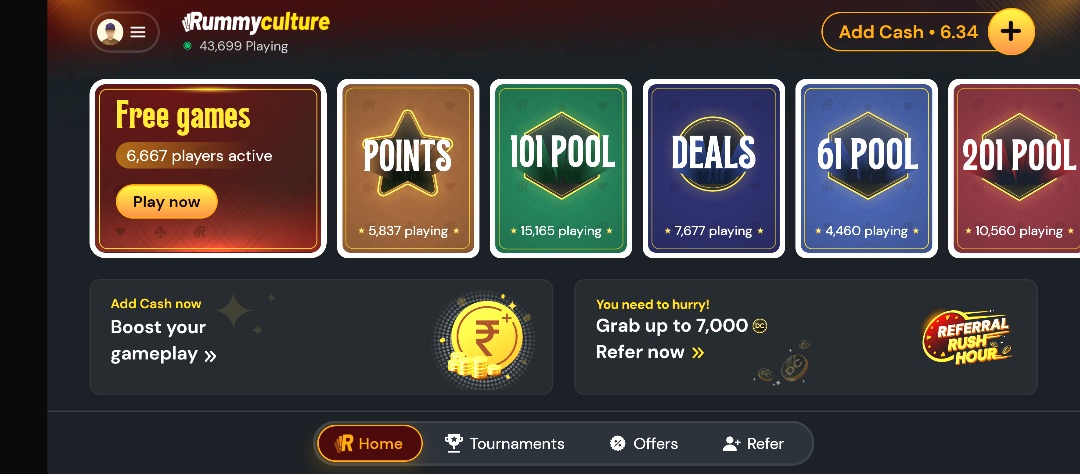 Rummyculture
43,699 Playing
Add Cash • 6.34
Free games
6,667 players active
Play now
POINTS
5,837 playing
101 POOL
15,165 playing
DEALS
7,677 playing
61 POOL
4,460 playing
201 POOL
10,560 playing
Add Cash now
Boost your
gameplay »
₹
You need to hurry!
Grab up to 7,000 DC
Refer now »
DC
REFERRAL
RUSH
HOUR
Home
Tournaments
Offers
Refer